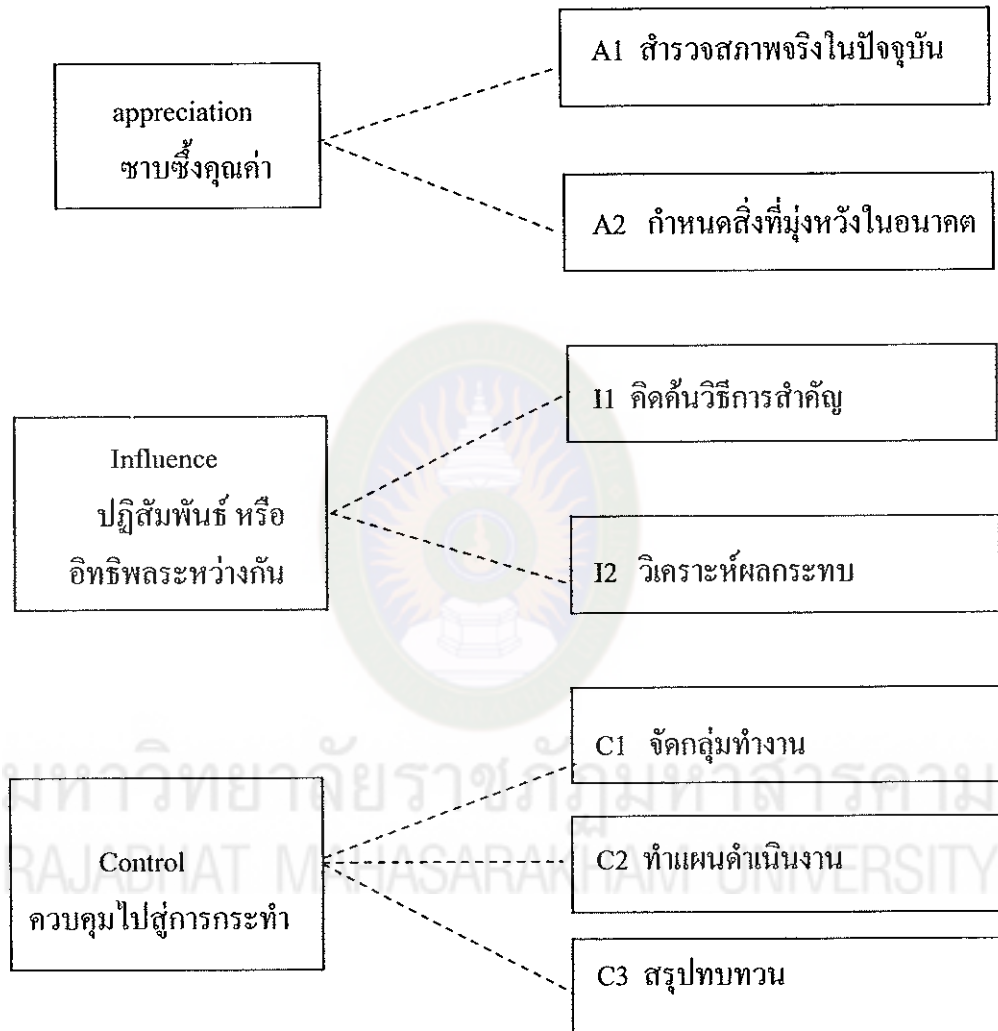 appreciation
ซาบซึ้งคุณค่า
A1 สำรวจสภาพจริงในปัจจุบัน
A2 กำหนดสิ่งที่มุ่งหวังในอนาคต
Influence
ปฏิสัมพันธ์ หรือ
อิทธิพลระหว่างกัน
I1 คิดค้นวิธีการสำคัญ
I2 วิเคราะห์ผลกระทบ
Control
ควบคุมไปสู่การกระทำ
C1 จัดกลุ่มทำงาน
C2 ทำแผนดำเนินงาน
C3 สรุปทบทวน
มหาวิทยาลัยราชภัฏมหาสารคาม
RAJABHAT MAHASARAKHAM UNIVERSITY